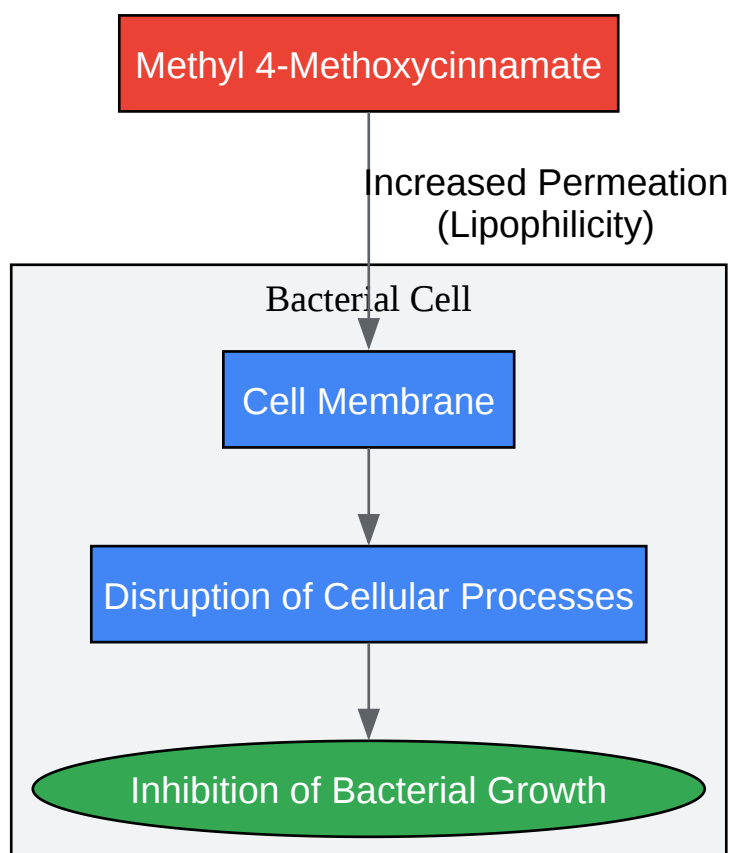 Methyl 4-Methoxycinnamate
Increased Permeation
(Lipophilicity)
Bacterial Cell
Cell Membrane
Disruption of Cellular Processes
Inhibition of Bacterial Growth